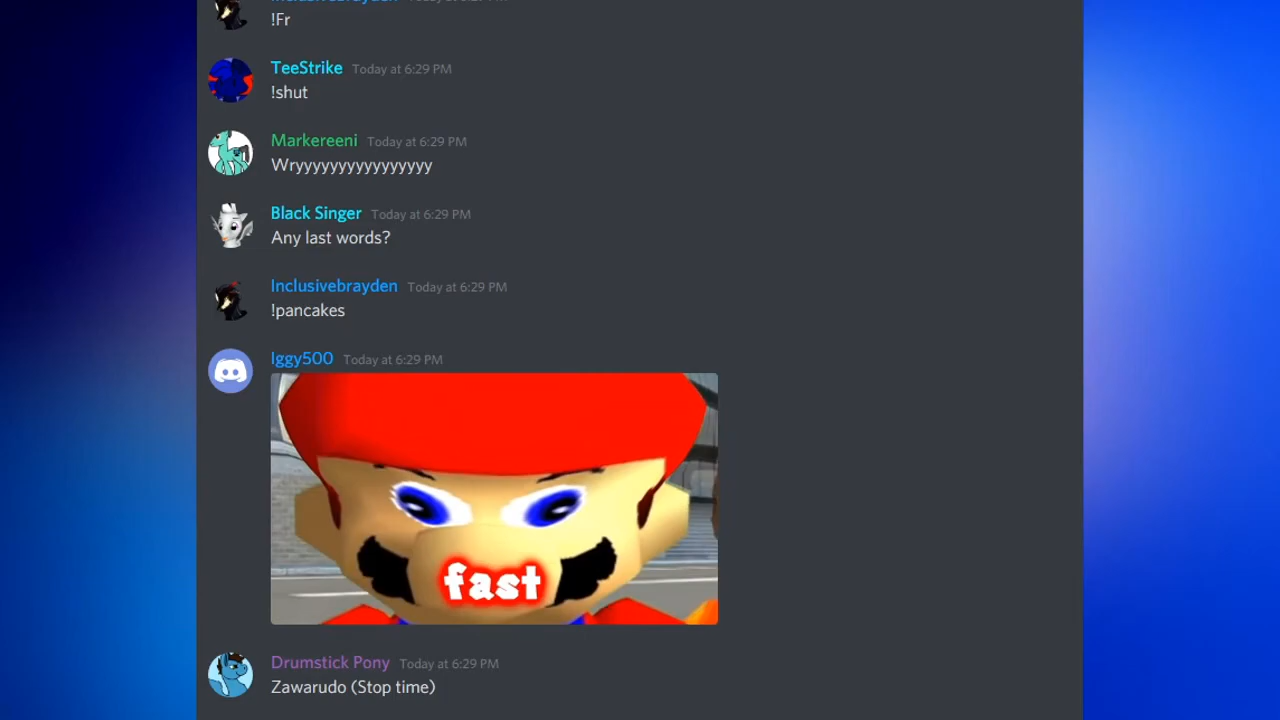 Inclusivebrayden
!Fr
TeeStrike Today at 6:29 PM
!shut
Markereeni Today at 6:29 PM
Wryyyyyyyyyyyyyyyy
Black Singer Today at 6:29 PM
Any last words?
Inclusivebrayden Today at 6:29 PM
!pancakes
Iggy500 Today at 6:29 PM
fast
Drumstick Pony Today at 6:29 PM
Zawarudo (Stop time)